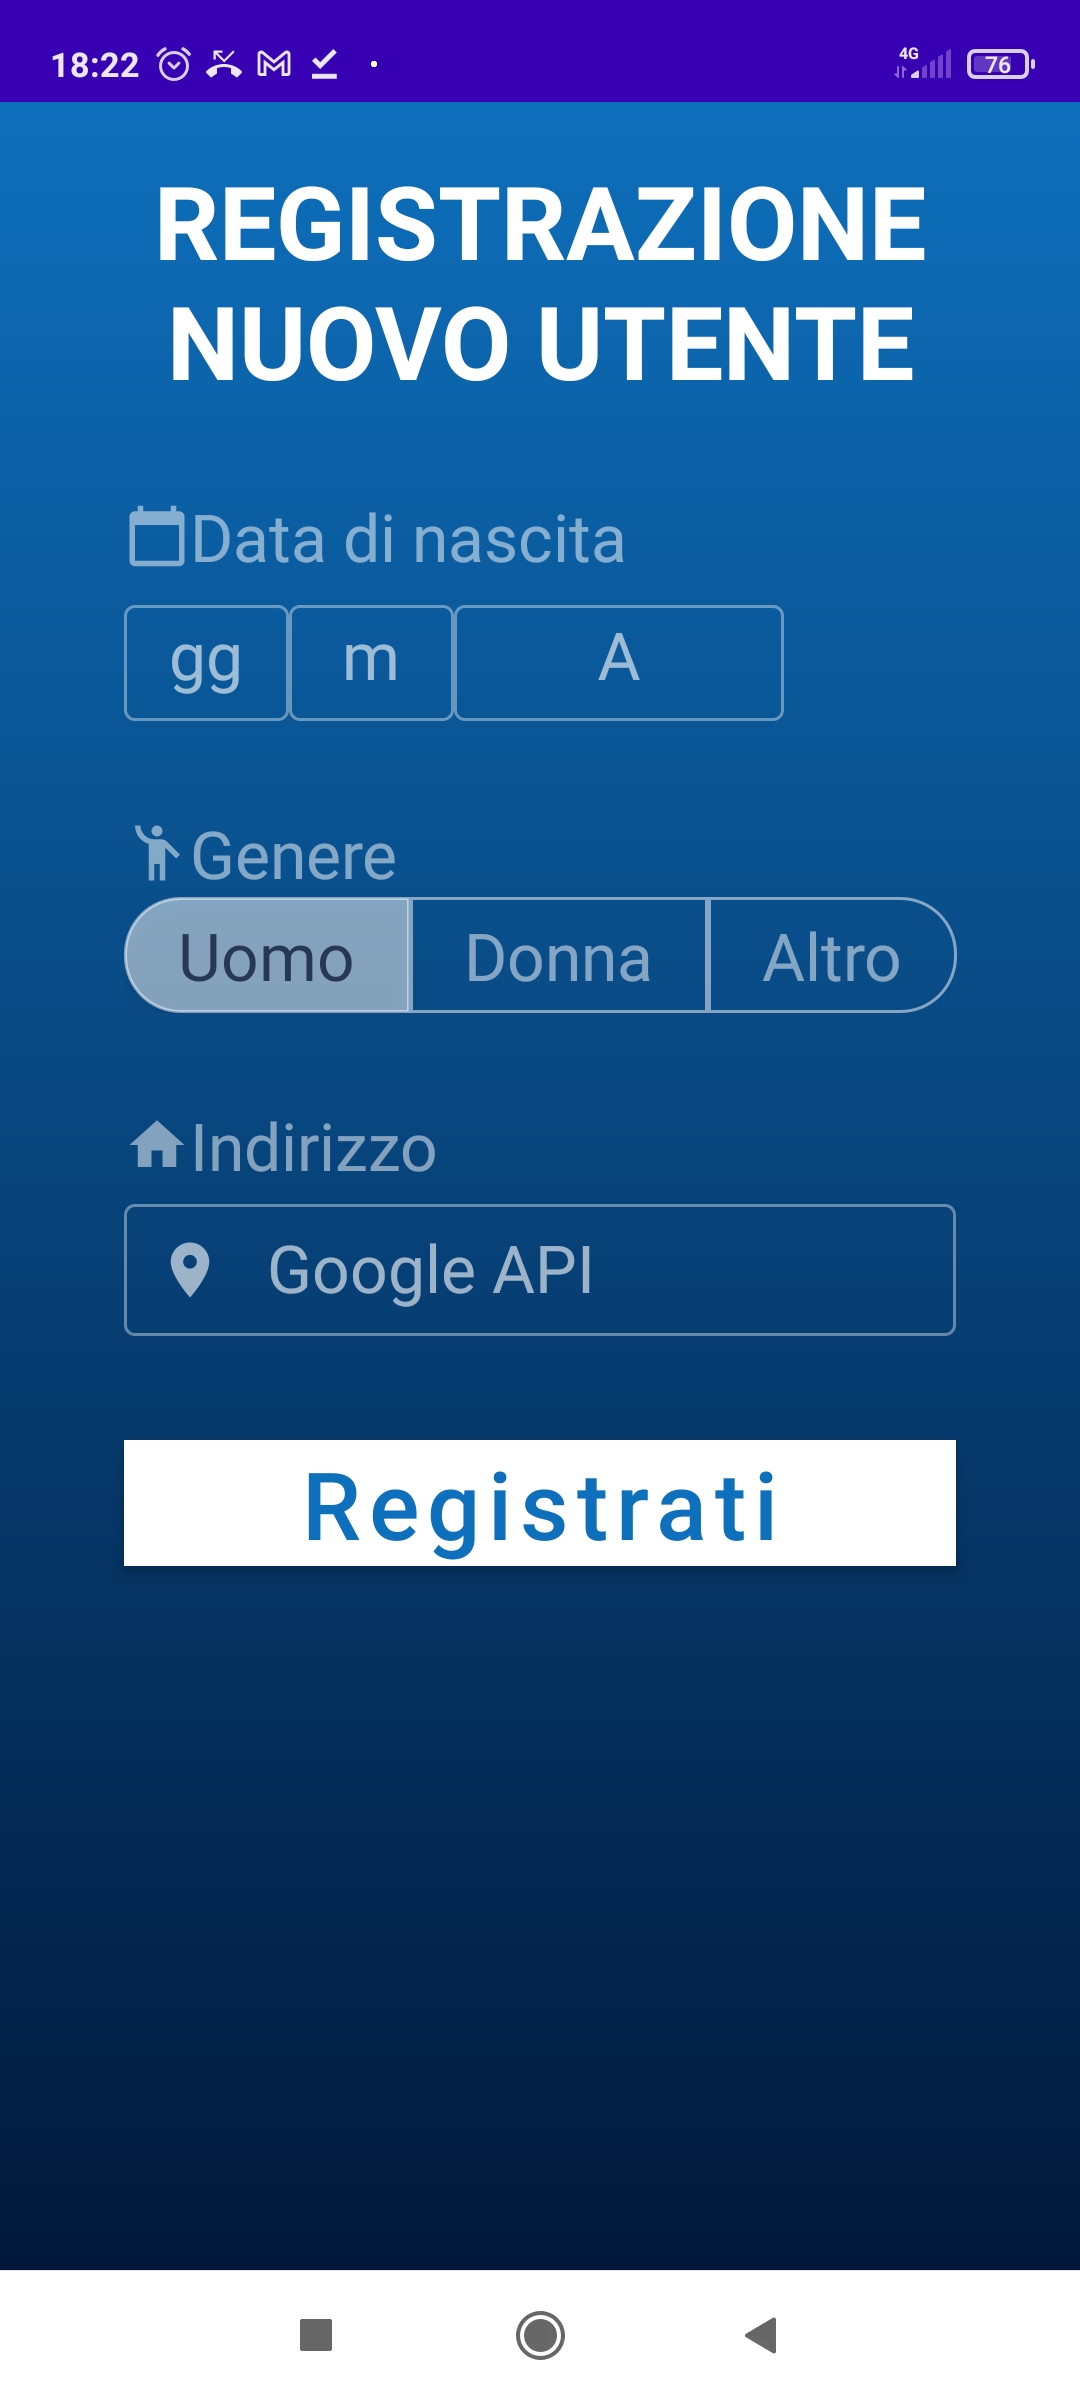 18:22 4G 76
REGISTRAZIONE
NUOVO UTENTE
Data di nascita
gg m A
Genere
Uomo Donna Altro
Indirizzo
Google API
Registrati